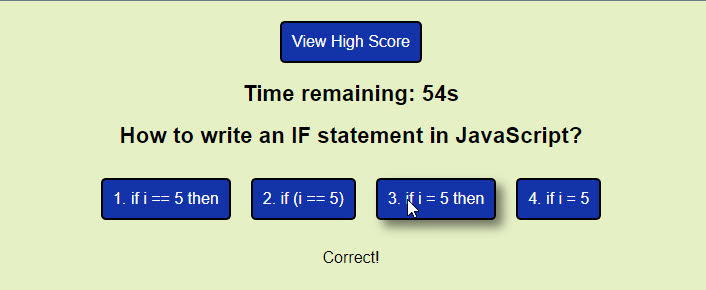 View High Score
Time remaining: 54s
How to write an IF statement in JavaScript?
1. if i == 5 then 2. if (i == 5) 3. if i = 5 then 4. if i = 5
Correct!